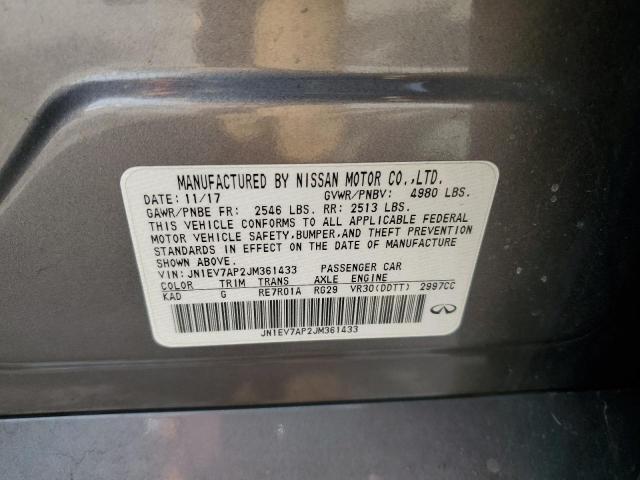 MANUFACTURED BY NISSAN MOTOR CO.,LTD.
DATE: 11/17 GVWR/PNBV: 4980 LBS.
GAWR/PNBE FR: 2546 LBS. RR: 2513 LBS.
THIS VEHICLE CONFORMS TO ALL APPLICABLE FEDERAL
MOTOR VEHICLE SAFETY,BUMPER,AND THEFT PREVENTION
STANDARDS IN EFFECT ON THE DATE OF MANUFACTURE
SHOWN ABOVE.
VIN:JN1EV7AP2JM361433 PASSENGER CAR
COLOR TRIM TRANS AXLE ENGINE
KAD G RE7R01A RG29 VR30(DDTT) 2997CC
JN1EV7AP2JM361433
INFINITI